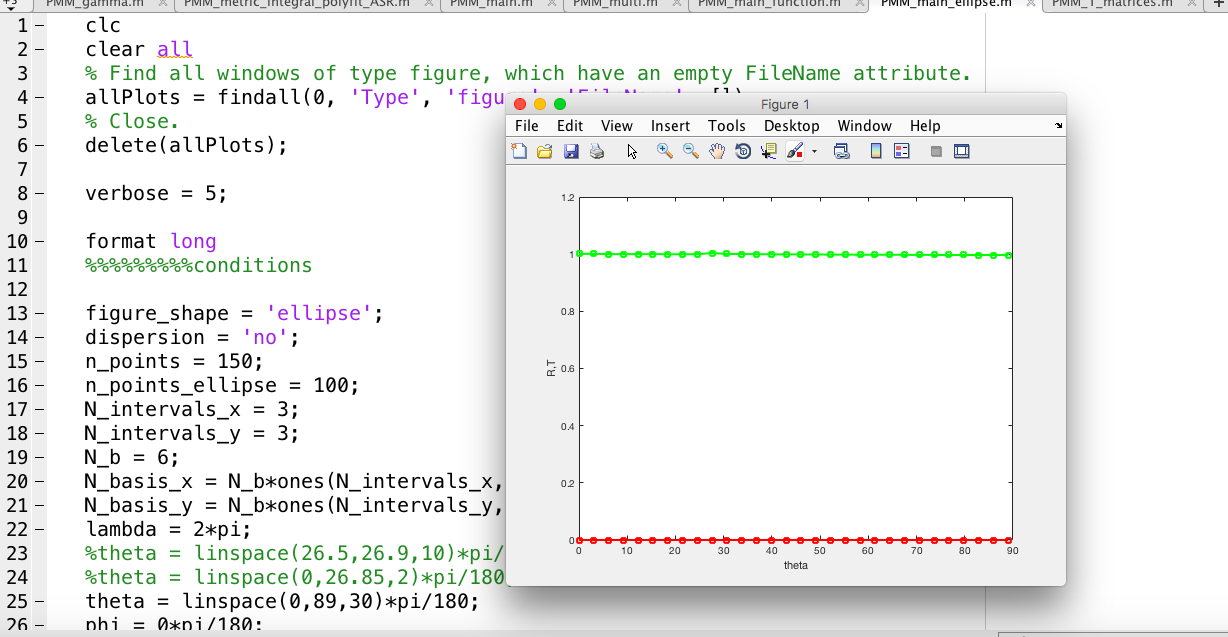 PMM_gamma.m × PMM_metric_integral_polyfit_ASR.m × PMM_main.m × PMM_multi.m × PMM_main_function.m × PMM_main_ellipse.m × PMM_T_matrices.m × +
1 – clc
2 – clear all
3 % Find all windows of type figure, which have an empty FileName attribute.
4 – allPlots = findall(0, 'Type', 'figu
5 % Close.
6 – delete(allPlots);
7
8 – verbose = 5;
9
10 – format long
11 %%%%%%%%%conditions
12
13 – figure_shape = 'ellipse';
14 – dispersion = 'no';
15 – n_points = 150;
16 – n_points_ellipse = 100;
17 – N_intervals_x = 3;
18 – N_intervals_y = 3;
19 – N_b = 6;
20 – N_basis_x = N_b*ones(N_intervals_x,
21 – N_basis_y = N_b*ones(N_intervals_y,
22 – lambda = 2*pi;
23 %theta = linspace(26.5,26.9,10)*pi/
24 %theta = linspace(0,26.85,2)*pi/180
25 – theta = linspace(0,89,30)*pi/180;
26 – phi = 0*pi/180;
Figure 1
File Edit View Insert Tools Desktop Window Help
1.2
1
0.8
0.6
0.4
0.2
0
R,T
0 10 20 30 40 50 60 70 80 90
theta